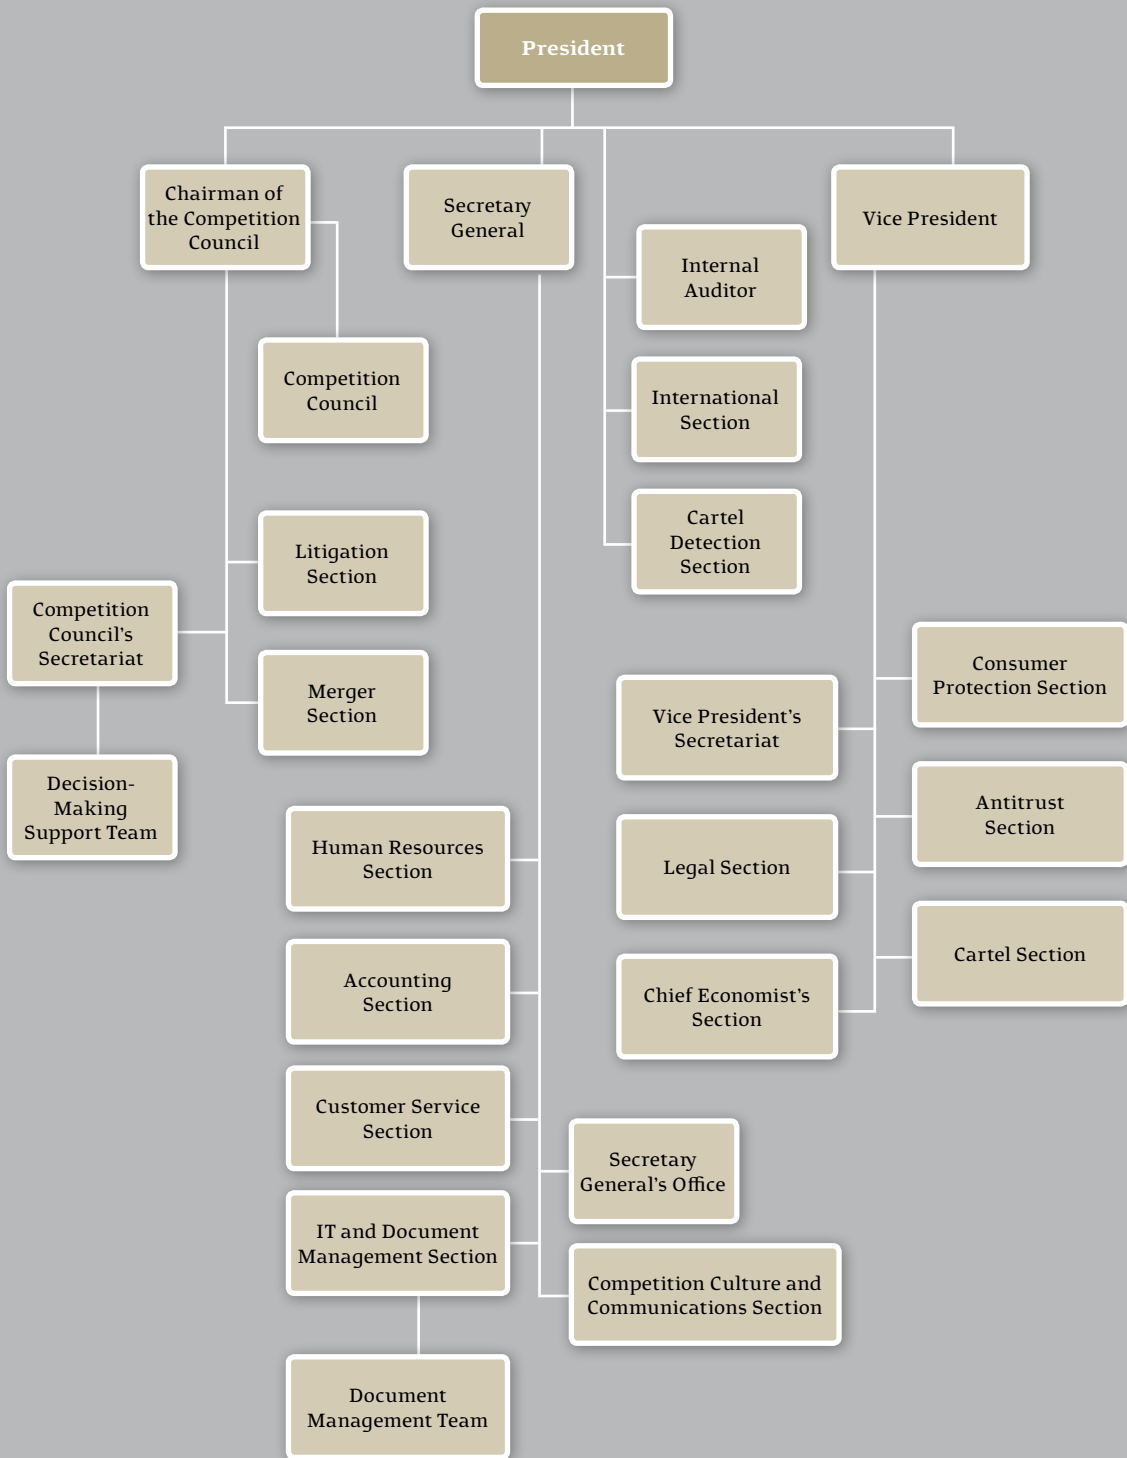 President
Chairman of
the Competition
Council
Secretary
General
Vice President
Internal
Auditor
Competition
Council
International
Section
Cartel
Detection
Section
Litigation
Section
Competition
Council’s
Secretariat
Merger
Section
Consumer
Protection Section
Vice President’s
Secretariat
Decision-
Making
Support Team
Antitrust
Section
Human Resources
Section
Legal Section
Cartel Section
Accounting
Section
Chief Economist’s
Section
Customer Service
Section
Secretary
General’s Office
IT and Document
Management Section
Competition Culture and
Communications Section
Document
Management Team